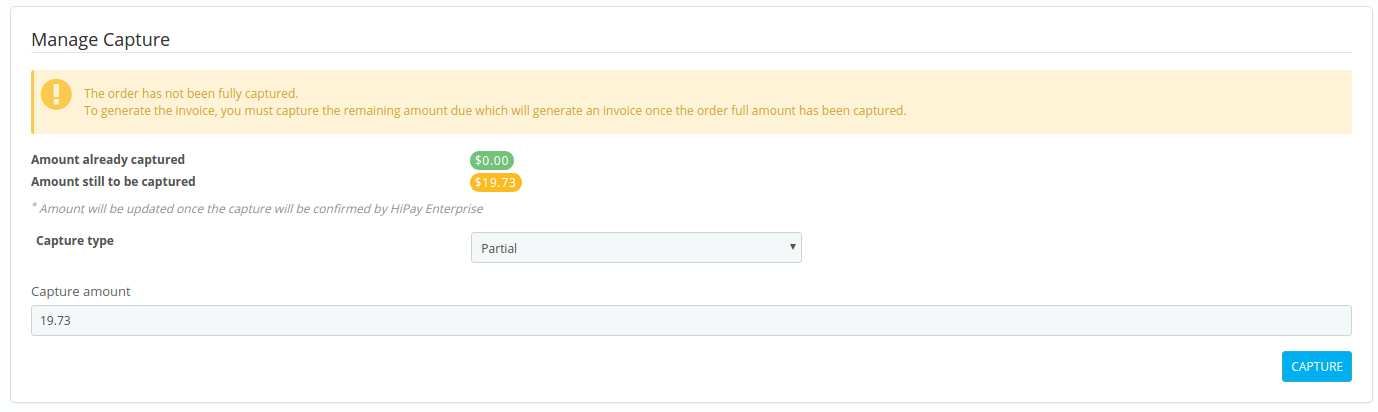 Manage Capture
The order has not been fully captured.
To generate the invoice, you must capture the remaining amount due which will generate an invoice once the order full amount has been captured.
Amount already captured $0.00
Amount still to be captured $19.73
* Amount will be updated once the capture will be confirmed by HiPay Enterprise
Capture type Partial
Capture amount
19.73
CAPTURE